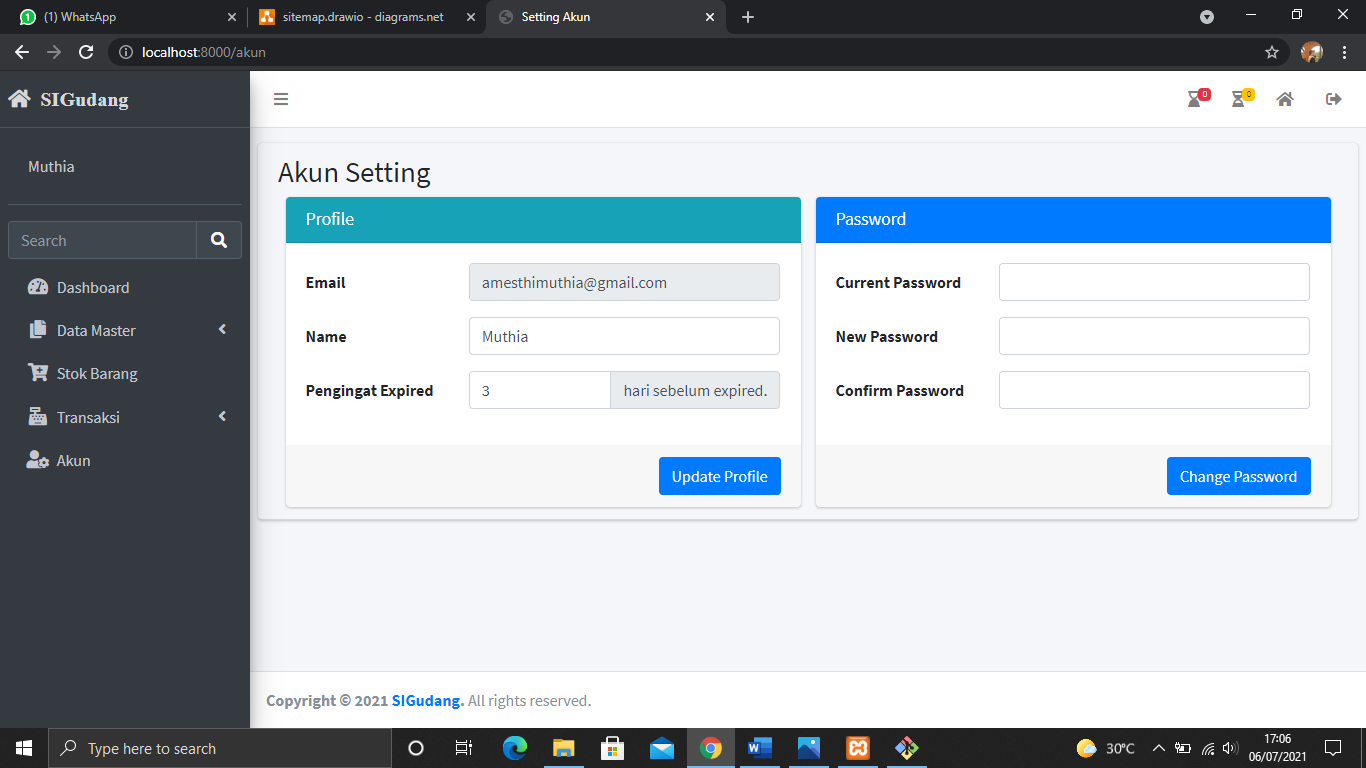 (1) WhatsApp
sitemap.drawio - diagrams.net
Setting Akun
localhost:8000/akun
SIGudang
0
0
Muthia
Search
Dashboard
Data Master
Stok Barang
Transaksi
Akun
Akun Setting
Profile
Email
amesthimuthia@gmail.com
Name
Muthia
Pengingat Expired
3
hari sebelum expired.
Update Profile
Password
Current Password
New Password
Confirm Password
Change Password
Copyright © 2021 SIGudang. All rights reserved.
Type here to search
30°C
17:06
06/07/2021